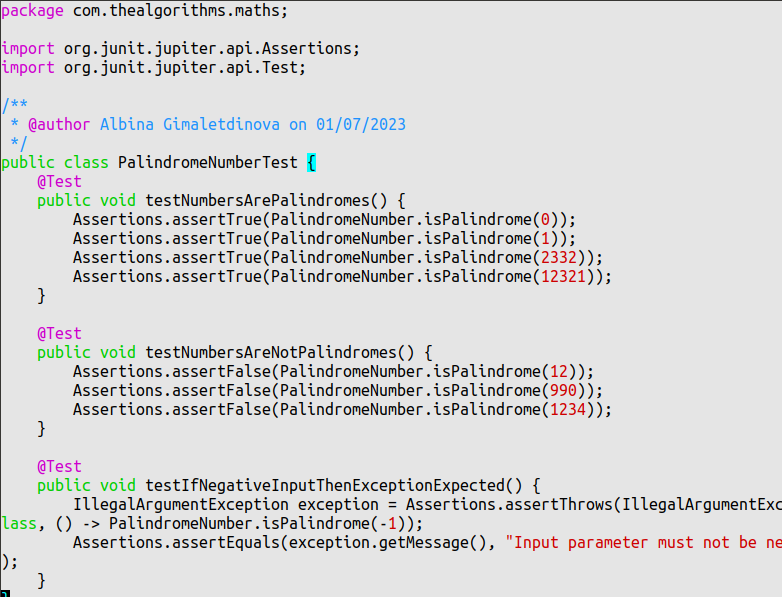 package com.thealgorithms.maths;
import org.junit.jupiter.api.Assertions;
import org.junit.jupiter.api.Test;
/**
 * @author Albina Gimaletdinova on 01/07/2023
 */
public class PalindromeNumberTest {
    @Test
    public void testNumbersArePalindromes() {
        Assertions.assertTrue(PalindromeNumber.isPalindrome(0));
        Assertions.assertTrue(PalindromeNumber.isPalindrome(1));
        Assertions.assertTrue(PalindromeNumber.isPalindrome(2332));
        Assertions.assertTrue(PalindromeNumber.isPalindrome(12321));
    }
    @Test
    public void testNumbersAreNotPalindromes() {
        Assertions.assertFalse(PalindromeNumber.isPalindrome(12));
        Assertions.assertFalse(PalindromeNumber.isPalindrome(990));
        Assertions.assertFalse(PalindromeNumber.isPalindrome(1234));
    }
    @Test
    public void testIfNegativeInputThenExceptionExpected() {
        IllegalArgumentException exception = Assertions.assertThrows(IllegalArgumentExc
lass, () -> PalindromeNumber.isPalindrome(-1));
        Assertions.assertEquals(exception.getMessage(), "Input parameter must not be ne
);
    }
}